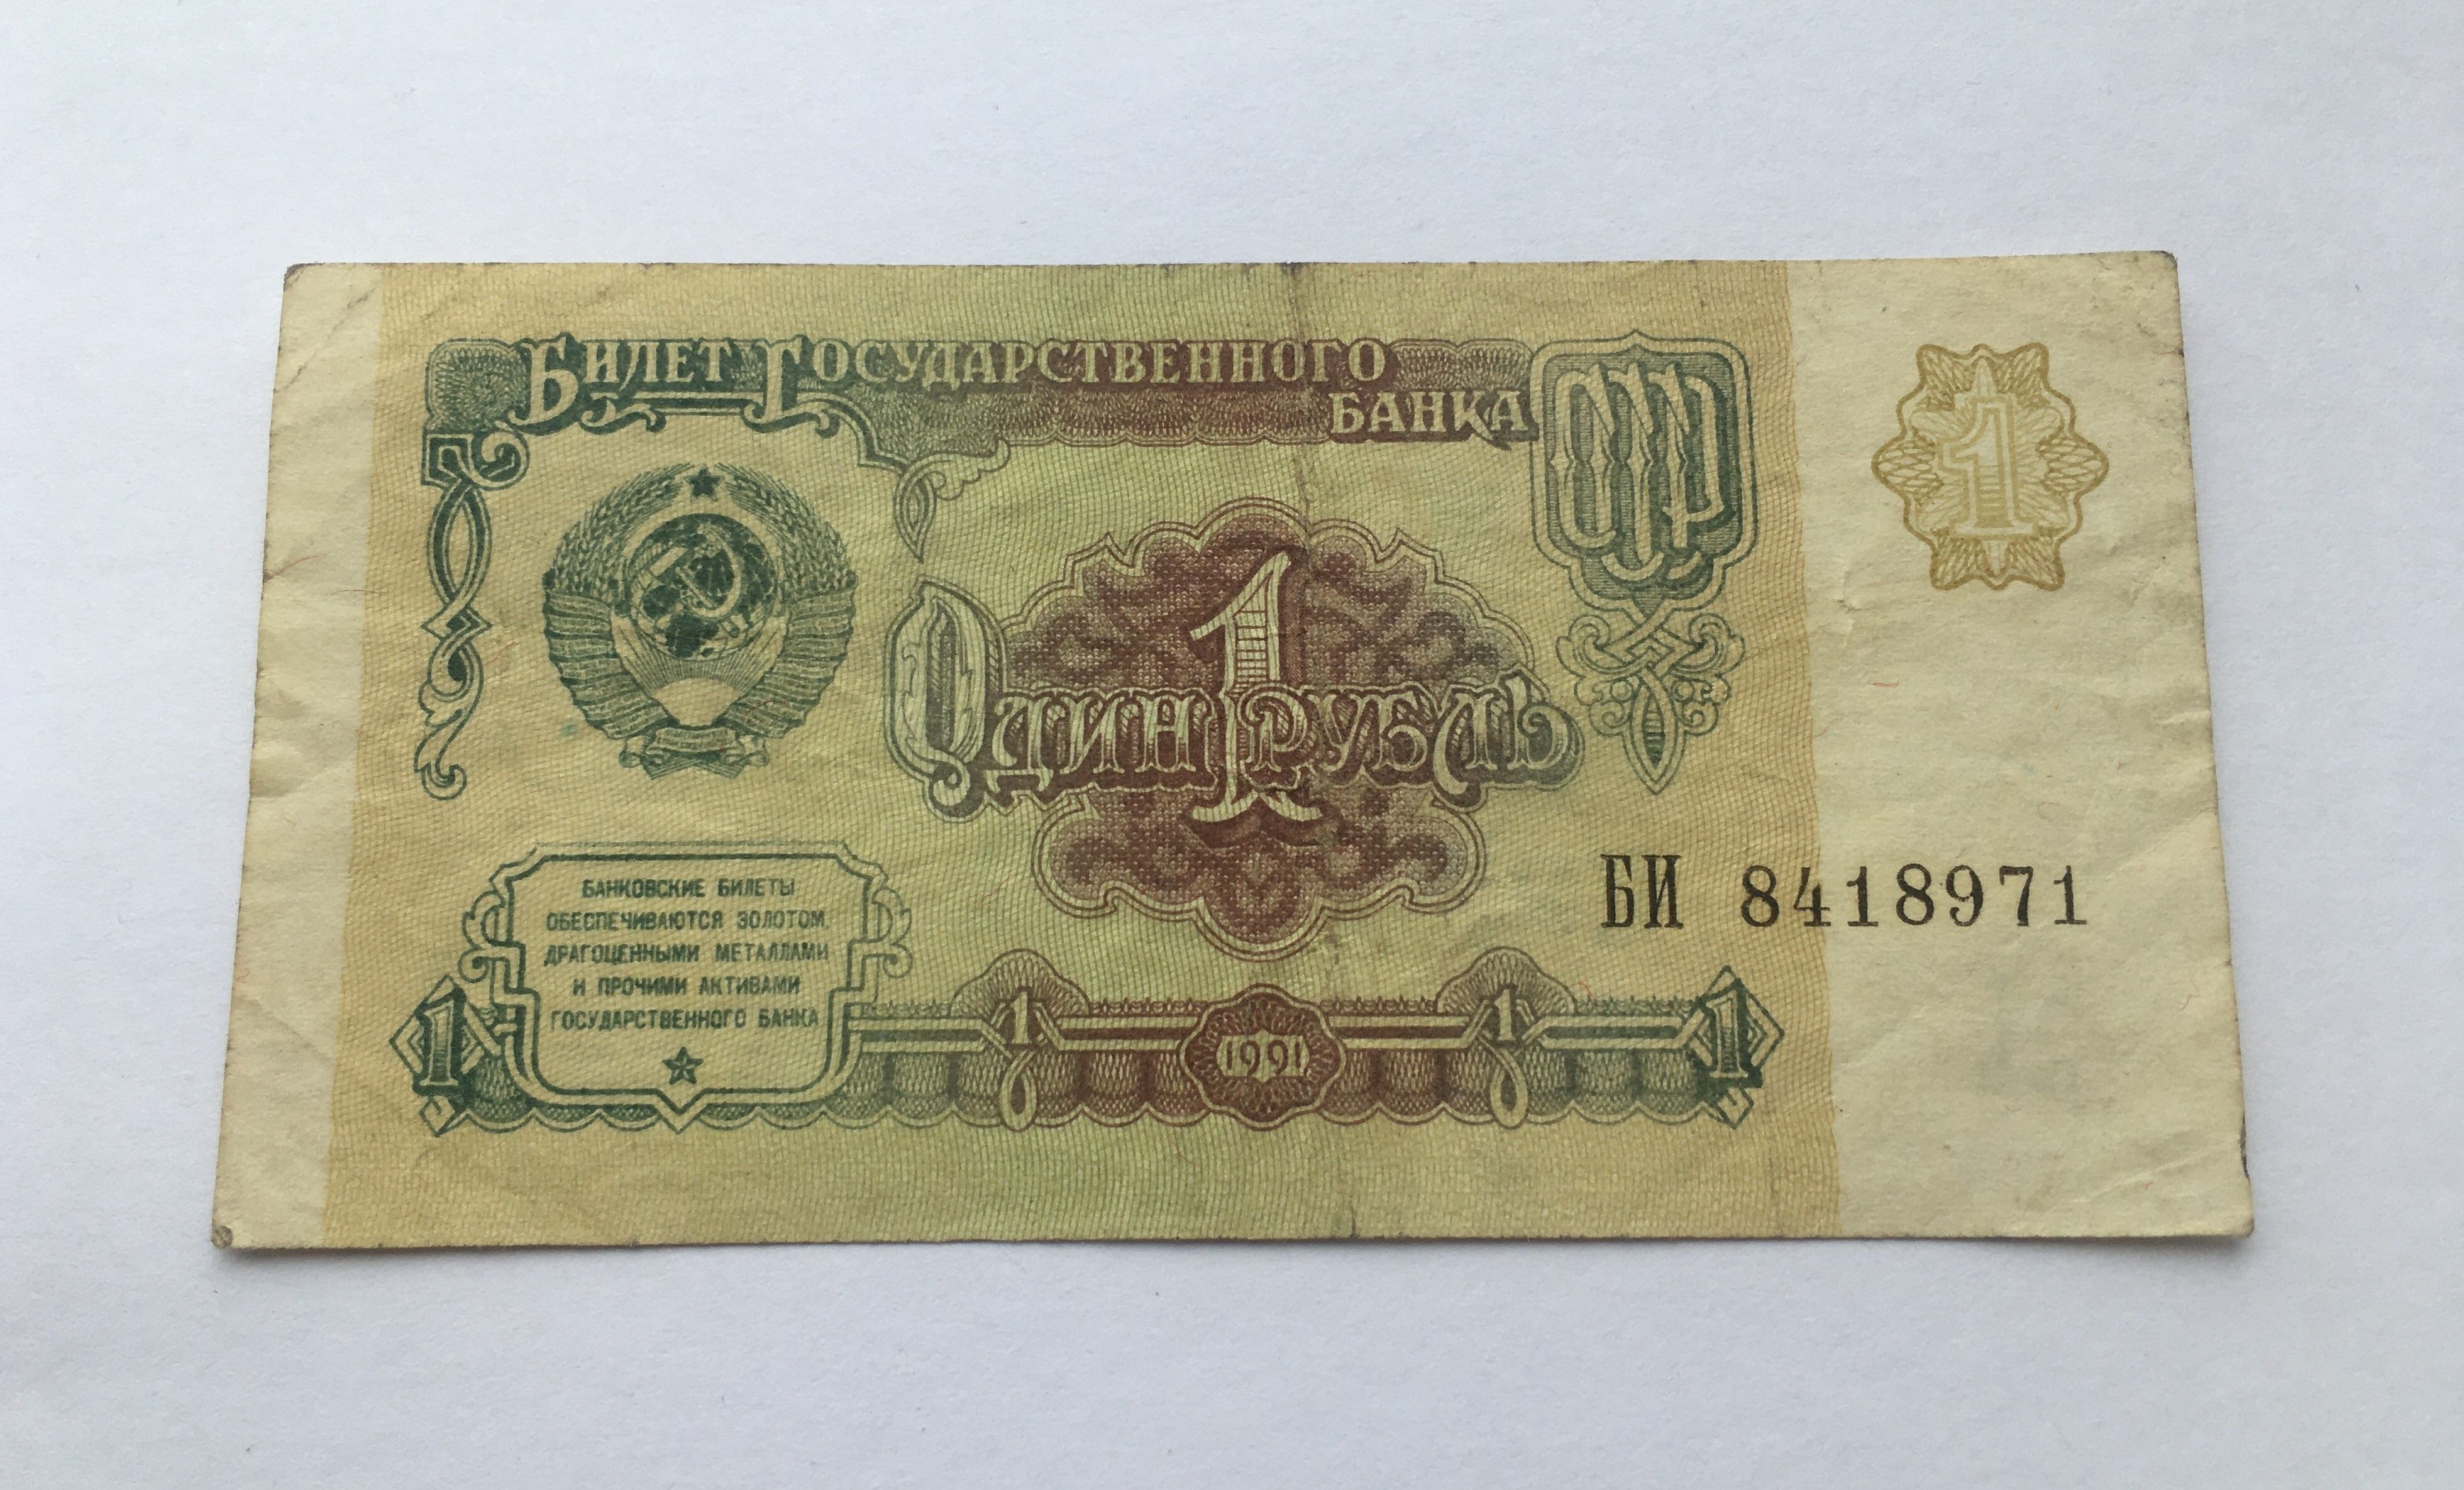 Билет Государственного
банка
СССР
1
1
Один рубль
БИ 8418971
БАНКОВСКИЕ БИЛЕТЫ
ОБЕСПЕЧИВАЮТСЯ ЗОЛОТОМ,
ДРАГОЦЕННЫМИ МЕТАЛЛАМИ
И ПРОЧИМИ АКТИВАМИ
ГОСУДАРСТВЕННОГО БАНКА
1 1 1991 1 1